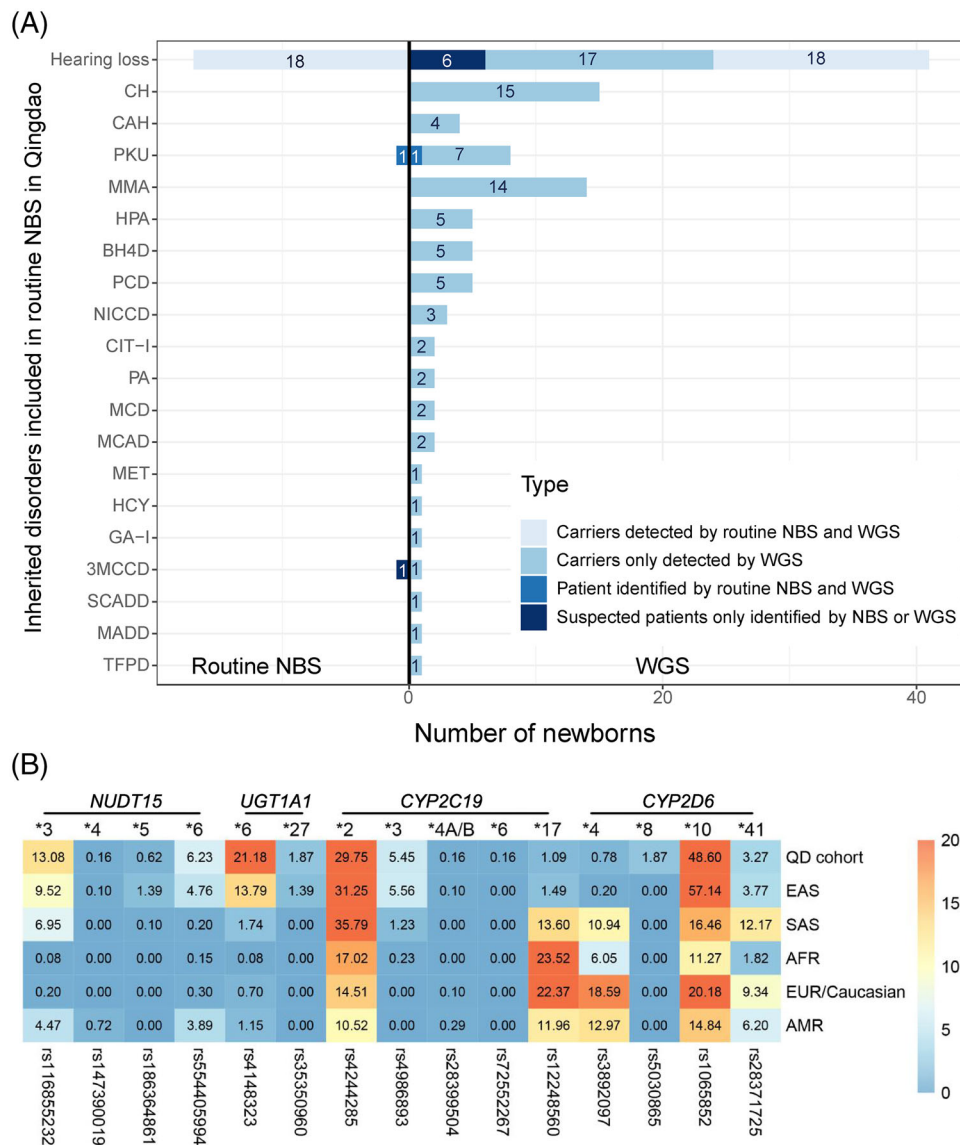 (A)
Inherited disorders included in routine NBS in Qingdao
Hearing loss 18 6 17 18
CH 15
CAH 4
PKU 1 1 7
MMA 14
HPA 5
BH4D 5
PCD 5
NICCD 3
CIT−I 2
PA 2
MCD 2
MCAD 2
MET 1
HCY 1
GA−I 1
3MCCD 1 1
SCADD 1
MADD 1
TFPD 1
Type
Carriers detected by routine NBS and WGS
Carriers only detected by WGS
Patient identified by routine NBS and WGS
Suspected patients only identified by NBS or WGS
Routine NBS WGS
0 20 40
Number of newborns
(B)
NUDT15 UGT1A1 CYP2C19 CYP2D6
*3 *4 *5 *6 *6 *27 *2 *3 *4A/B *6 *17 *4 *8 *10 *41
13.08 0.16 0.62 6.23 21.18 1.87 29.75 5.45 0.16 0.16 1.09 0.78 1.87 48.60 3.27 QD cohort
9.52 0.10 1.39 4.76 13.79 1.39 31.25 5.56 0.10 0.00 1.49 0.20 0.00 57.14 3.77 EAS
6.95 0.00 0.10 0.20 1.74 0.00 35.79 1.23 0.00 0.00 13.60 10.94 0.00 16.46 12.17 SAS
0.08 0.00 0.00 0.15 0.08 0.00 17.02 0.23 0.00 0.00 23.52 6.05 0.00 11.27 1.82 AFR
0.20 0.00 0.00 0.30 0.70 0.00 14.51 0.00 0.10 0.00 22.37 18.59 0.00 20.18 9.34 EUR/Caucasian
4.47 0.72 0.00 3.89 1.15 0.00 10.52 0.00 0.29 0.00 11.96 12.97 0.00 14.84 6.20 AMR
rs116855232 rs147390019 rs186364861 rs554405994 rs4148323 rs35350960 rs4244285 rs4986893 rs28399504 rs72552267 rs12248560 rs3892097 rs5030865 rs1065852 rs28371725
20
15
10
5
0